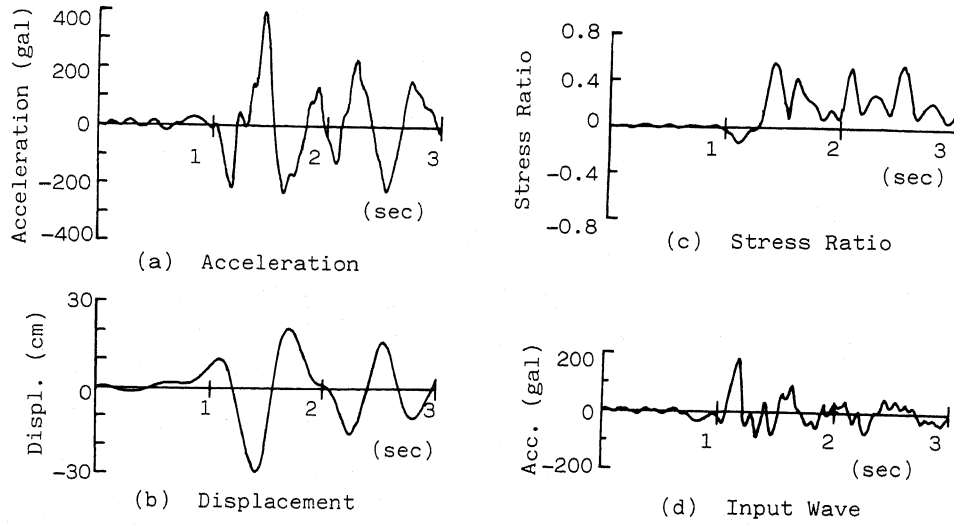 Acceleration (gal)
400
200
0
−200
−400
1
2
3
(sec)
(a) Acceleration
Stress Ratio
0.8
0.4
0
−0.4
−0.8
1
2
3
(sec)
(c) Stress Ratio
Displ. (cm)
30
0
−30
1
2
3
(sec)
(b) Displacement
Acc. (gal)
200
0
−200
1
2
3
(sec)
(d) Input Wave